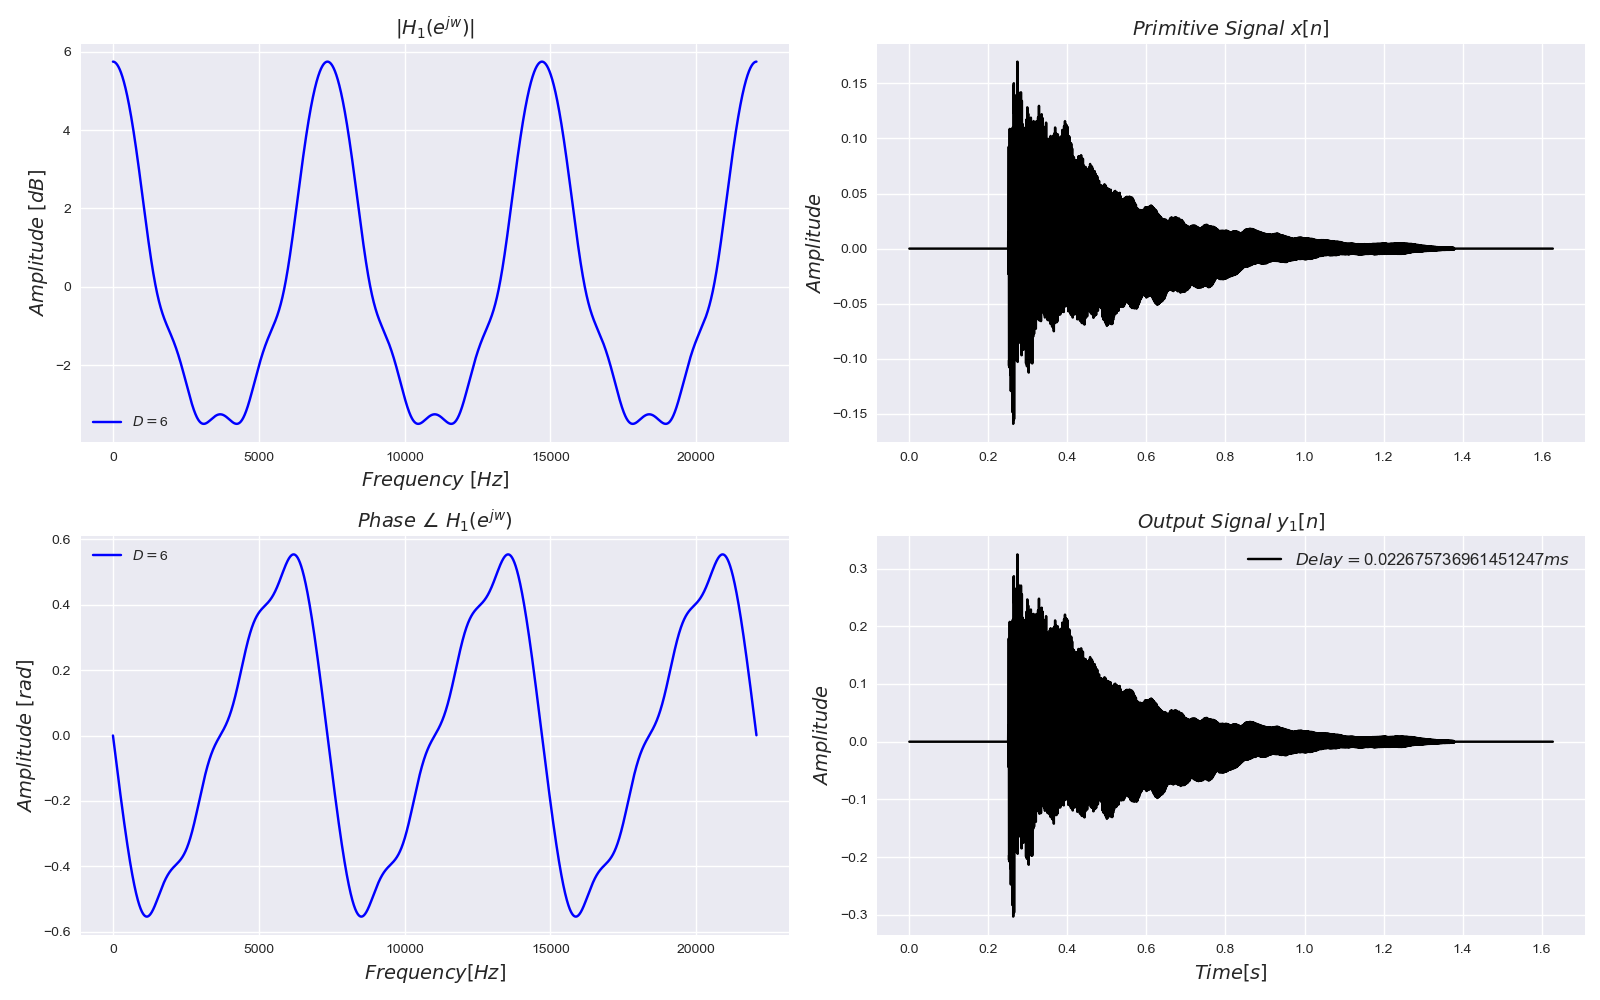 |H₁(e^{jw})|
6
4
2
0
−2
Amplitude [dB]
D = 6
0 5000 10000 15000 20000
Frequency [Hz]
Primitive Signal x[n]
0.15
0.10
0.05
0.00
−0.05
−0.10
−0.15
Amplitude
0.0 0.2 0.4 0.6 0.8 1.0 1.2 1.4 1.6
Phase ∠ H₁(e^{jw})
0.6
0.4
0.2
0.0
−0.2
−0.4
−0.6
Amplitude [rad]
D = 6
0 5000 10000 15000 20000
Frequency[Hz]
Output Signal y₁[n]
0.3
0.2
0.1
0.0
−0.1
−0.2
−0.3
Amplitude
Delay = 0.022675736961451247ms
0.0 0.2 0.4 0.6 0.8 1.0 1.2 1.4 1.6
Time[s]